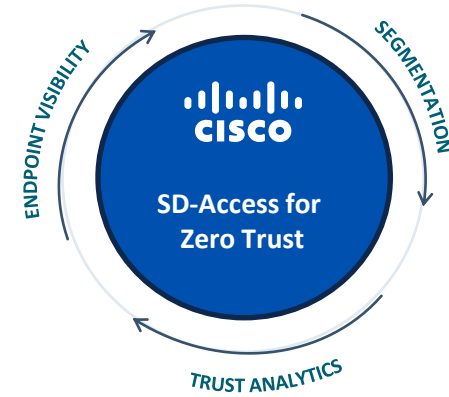 ENDPOINT VISIBILITY
SEGMENTATION
CISCO
SD-Access for
Zero Trust
TRUST ANALYTICS